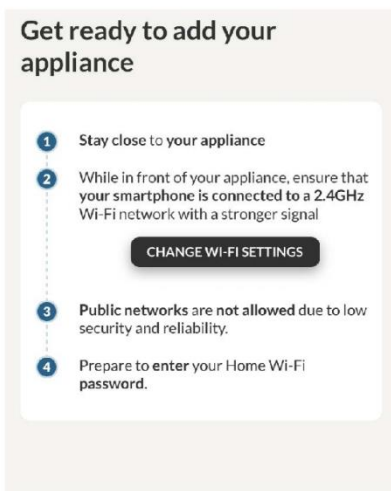 Get ready to add your
appliance
1 Stay close to your appliance
2 While in front of your appliance, ensure that
your smartphone is connected to a 2.4GHz
Wi-Fi network with a stronger signal
CHANGE WI-FI SETTINGS
3 Public networks are not allowed due to low
security and reliability.
4 Prepare to enter your Home Wi-Fi
password.